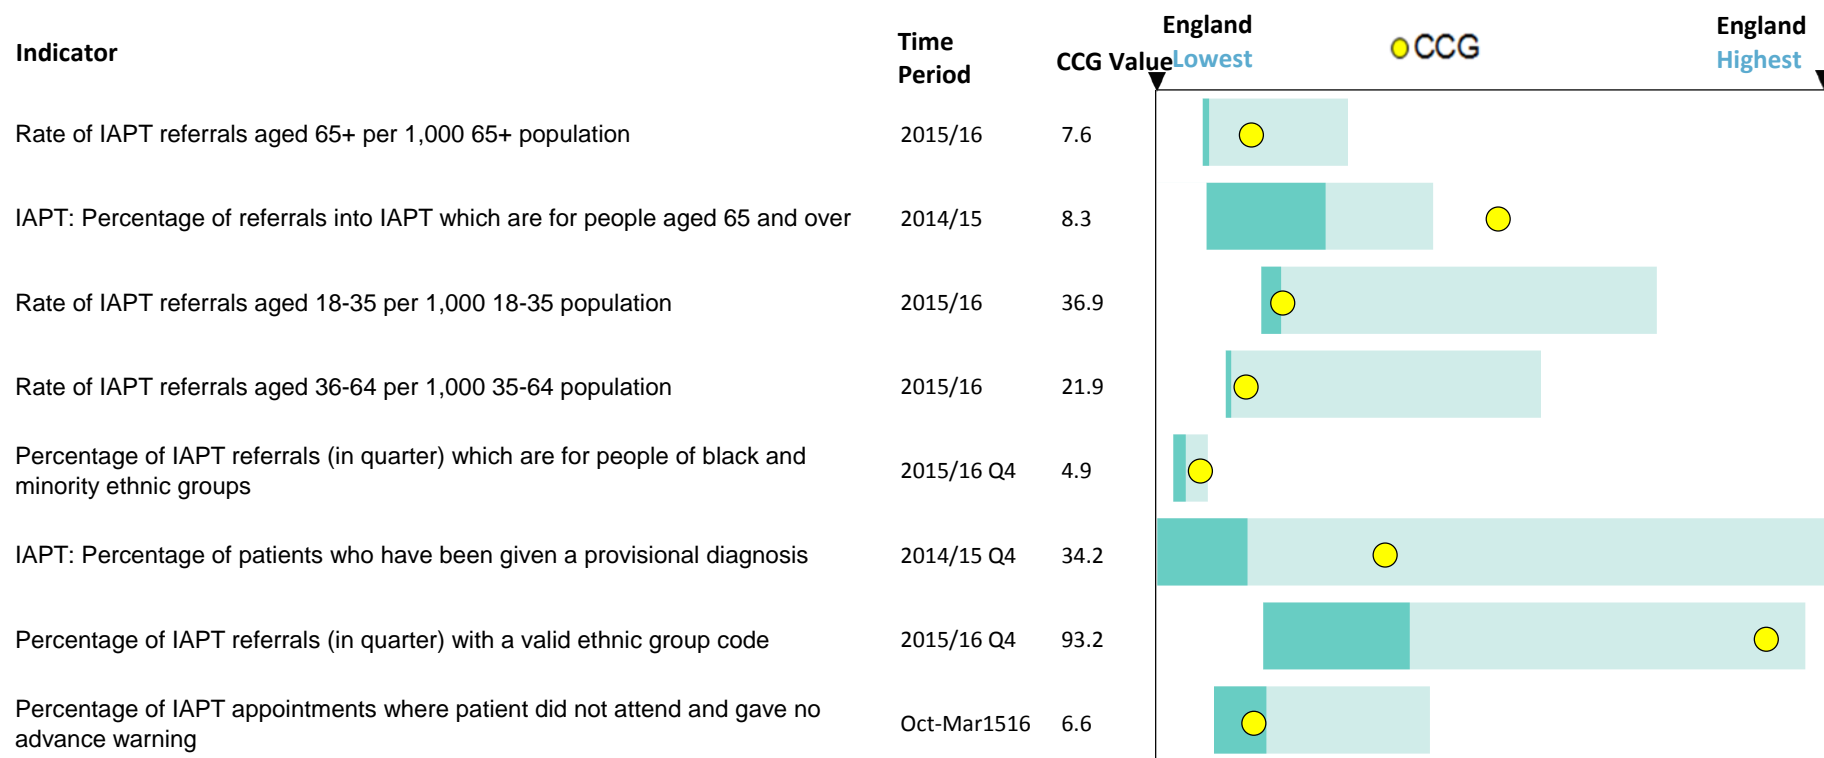 Indicator
Time
Period
CCG Value
England
Lowest
CCG
England
Highest
Rate of IAPT referrals aged 65+ per 1,000 65+ population 2015/16 7.6
IAPT: Percentage of referrals into IAPT which are for people aged 65 and over 2014/15 8.3
Rate of IAPT referrals aged 18-35 per 1,000 18-35 population 2015/16 36.9
Rate of IAPT referrals aged 36-64 per 1,000 35-64 population 2015/16 21.9
Percentage of IAPT referrals (in quarter) which are for people of black and
minority ethnic groups
2015/16 Q4 4.9
IAPT: Percentage of patients who have been given a provisional diagnosis 2014/15 Q4 34.2
Percentage of IAPT referrals (in quarter) with a valid ethnic group code 2015/16 Q4 93.2
Percentage of IAPT appointments where patient did not attend and gave no
advance warning
Oct-Mar1516 6.6